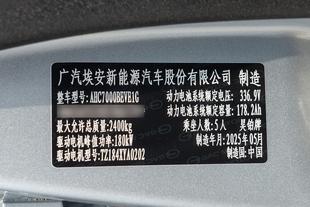 广汽埃安新能源汽车股份有限公司 制造
整车型号: AHC7000BEVB1G
动力电池系统额定电压: 336.9V
动力电池系统额定容量: 178.2Ah
最大允许总质量: 2400kg
乘坐人数: 5人 昊铂牌
驱动电机峰值功率: 180kW
制造年月: 2025年05月
驱动电机型号: TZ184XYA0202
制造国: 中国